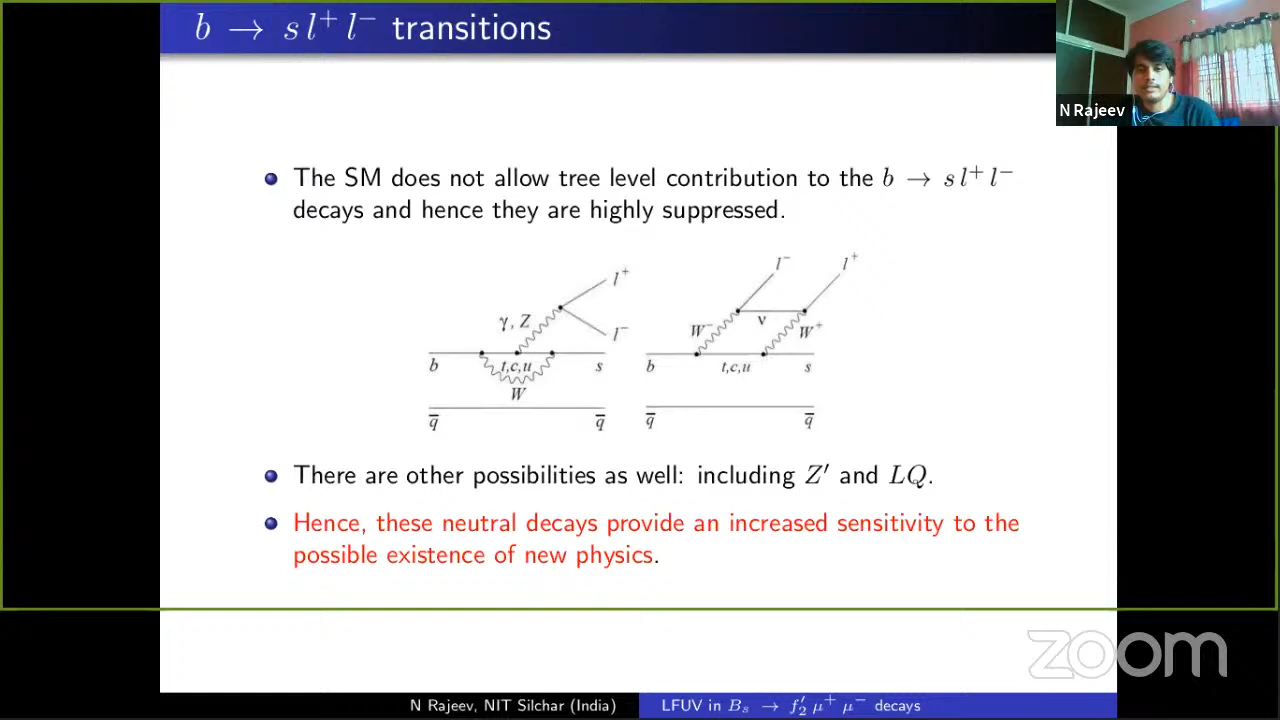 b → s l⁺ l⁻ transitions
N Rajeev
The SM does not allow tree level contribution to the b → s l⁺ l⁻
decays and hence they are highly suppressed.
l⁺
γ, Z
l⁻
b
t,c,u
s
W
q̅
q̅
l⁻
l⁺
W⁻
ν
W⁺
b
t,c,u
s
q̅
q̅
There are other possibilities as well: including Z′ and LQ.
Hence, these neutral decays provide an increased sensitivity to the
possible existence of new physics.
zoom
N Rajeev, NIT Silchar (India)
LFUV in Bₛ → f₂′ μ⁺ μ⁻ decays